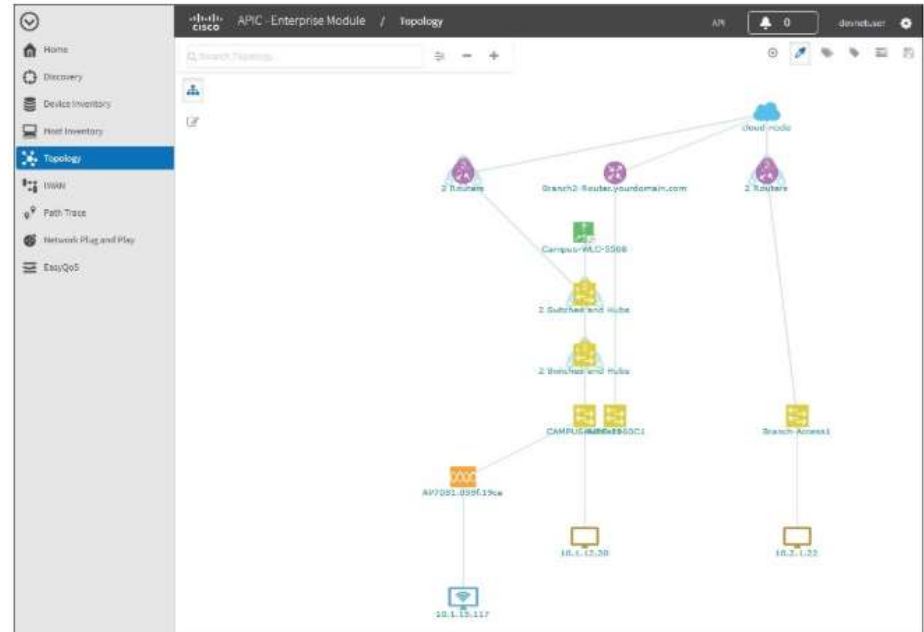 cisco APIC - Enterprise Module / Topology
API
0
devnetuser
Home
Discovery
Device Inventory
Host Inventory
Topology
IWAN
Path Trace
Network Plug and Play
EasyQoS
Search Topology...
cloud node
2 Routers
Branch2-Router.yourdomain.com
2 Routers
Campus-WLC-5508
2 Switches and Hubs
2 Switches and Hubs
Branch-Access1
10.1.12.20
10.2.1.22
10.1.15.117